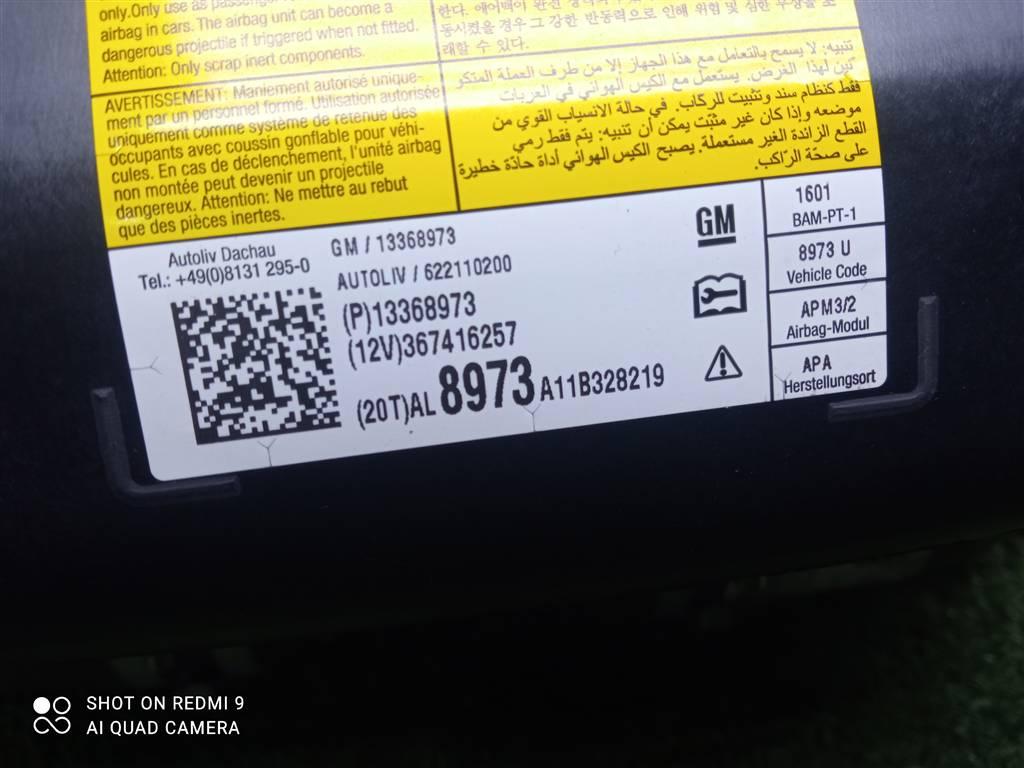 only. Only use as passenger
airbag in cars. The airbag unit can become a
dangerous projectile if triggered when not fitted.
Attention: Only scrap inert components.
AVERTISSEMENT: Maniement autorisé unique-
ment par un personnel formé. Utilisation autorisée
uniquement comme système de retenue des
occupants avec coussin gonflable pour véhi-
cules. En cas de déclenchement, l'unité airbag
non montée peut devenir un projectile
dangereux. Attention: Ne mettre au rebut
que des pièces inertes.
동시켰을 경우 그 강한 반동력으로 인해 위험 및 심한 부상을 초
래할 수 있다.
تنبيه: لا يسمح بالتعامل مع هذا الجهاز إلا من طرف العملة المتكو
نين لهذا الغرض. يستعمل مع الكيس الهوائي في العربات
فقط كنظام سند وتثبيت للركاب. في حالة الانسياب القوي من
موضعه وإذا كان غير مثبّت يمكن أن تنبيه: يتم فقط رمي
القطع الزائدة الغير مستعملة. يصبح الكيس الهوائي أداة حادّة خطيرة
على صحّة الرّاكب.
Autoliv Dachau
Tel.: +49(0)8131 295-0
GM / 13368973
AUTOLIV / 622110200
(P)13368973
(12V)367416257
(20T)AL 8973 A11B328219
GM
1601
BAM-PT-1
8973 U
Vehicle Code
APM3/2
Airbag-Modul
APA
Herstellungsort
SHOT ON REDMI 9
AI QUAD CAMERA